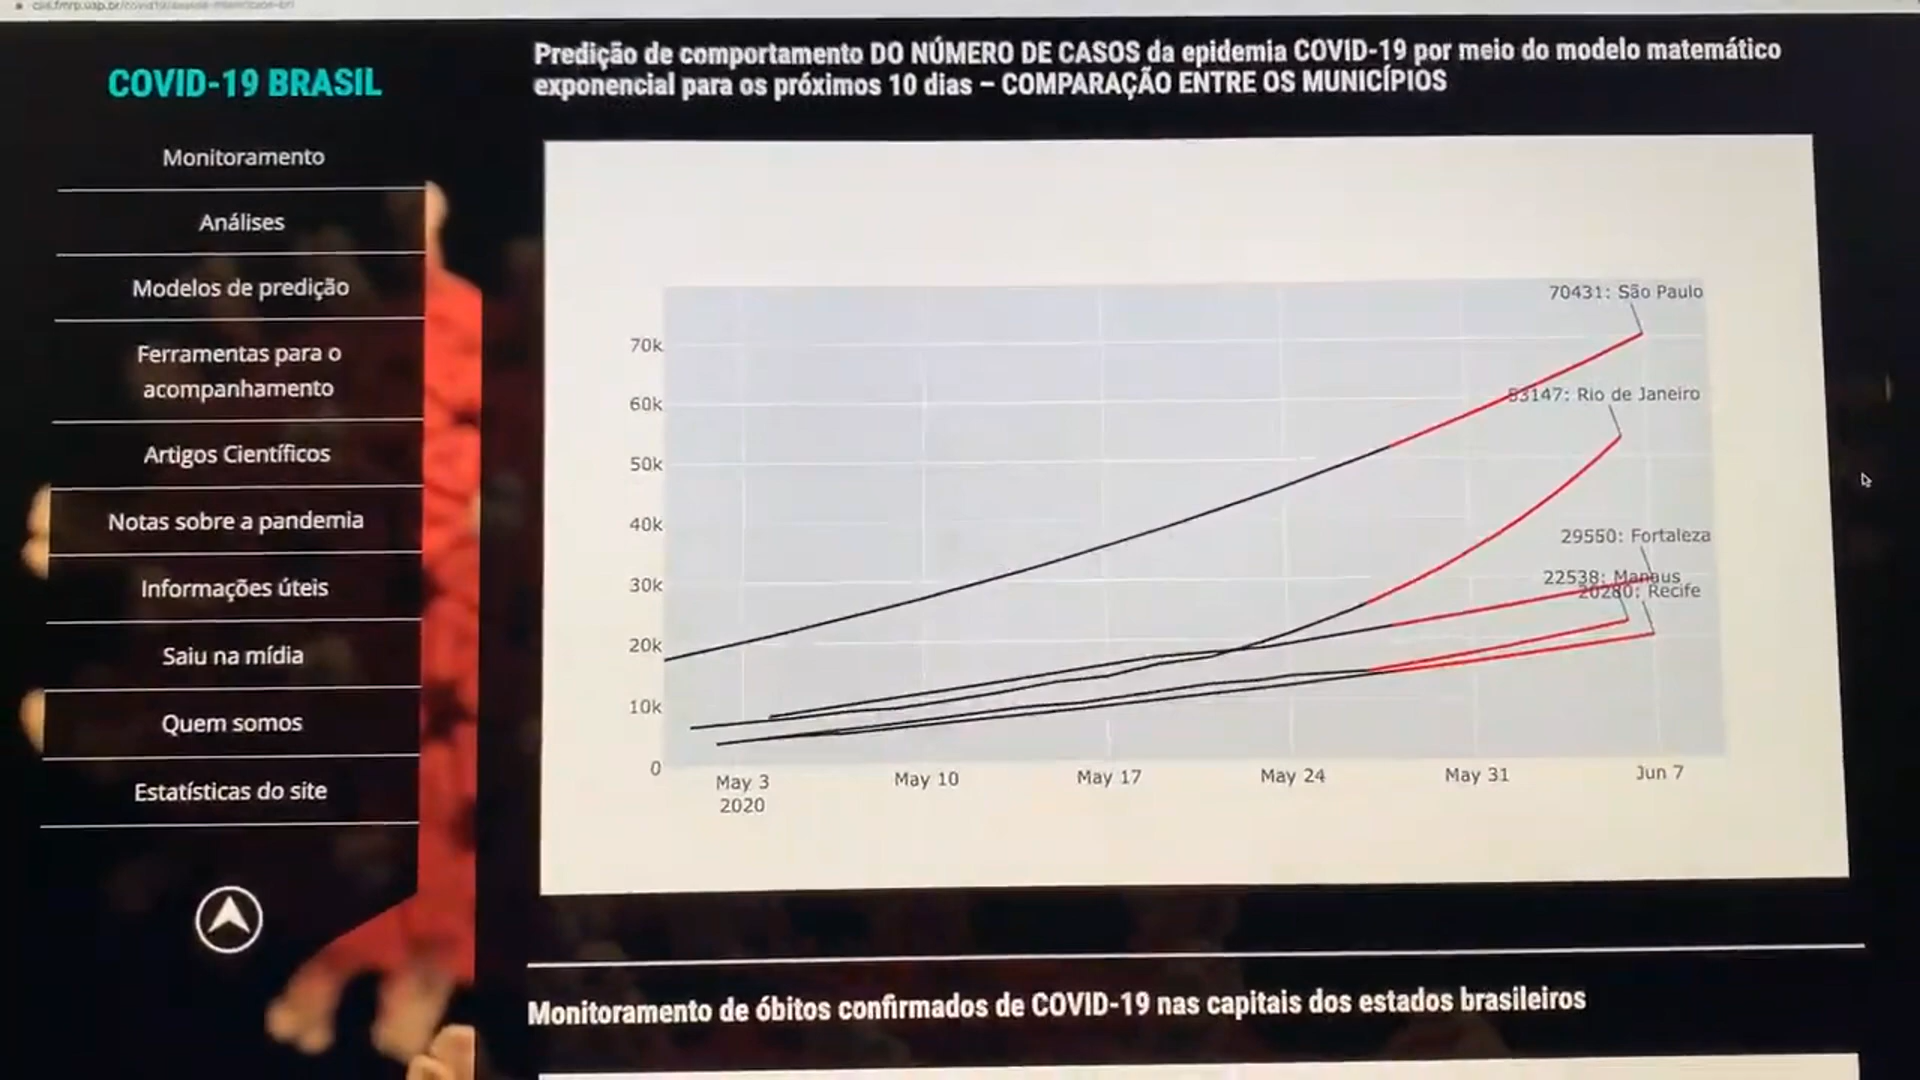 COVID-19 BRASIL
Monitoramento
Análises
Modelos de predição
Ferramentas para o
acompanhamento
Artigos Científicos
Notas sobre a pandemia
Informações úteis
Saiu na mídia
Quem somos
Estatísticas do site
Predição de comportamento DO NÚMERO DE CASOS da epidemia COVID-19 por meio do modelo matemático
exponencial para os próximos 10 dias – COMPARAÇÃO ENTRE OS MUNICÍPIOS
70431: São Paulo
70k
60k
53147: Rio de Janeiro
50k
40k
29550: Fortaleza
30k
22538: Manaus
20280: Recife
20k
10k
0
May 3
2020
May 10
May 17
May 24
May 31
Jun 7
Monitoramento de óbitos confirmados de COVID-19 nas capitais dos estados brasileiros